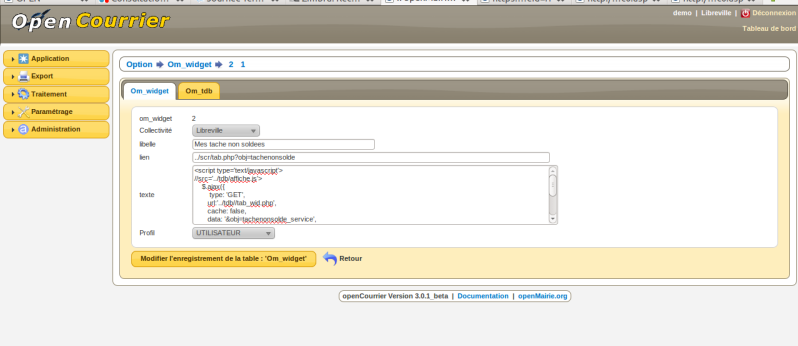 demo | Libreville | Déconnexion
Open Courrier
Tableau de bord
Application
Export
Traitement
Paramétrage
Administration
Option Om_widget 2 1
Om_widget Om_tdb
om_widget 2
Collectivité Libreville
libelle Mes tache non soldees
lien ../scr/tab.php?obj=tachenonsolde
texte
<script type='text/javascript'>
//src='../tdb/affiche.js'>
$.ajax({
type: 'GET',
url:'../tdb//tab_wid.php',
cache: false,
data: '&obj=tachenonsolde_service',
Profil UTILISATEUR
Modifier l'enregistrement de la table : 'Om_widget' Retour
openCourrier Version 3.0.1_beta | Documentation | openMairie.org